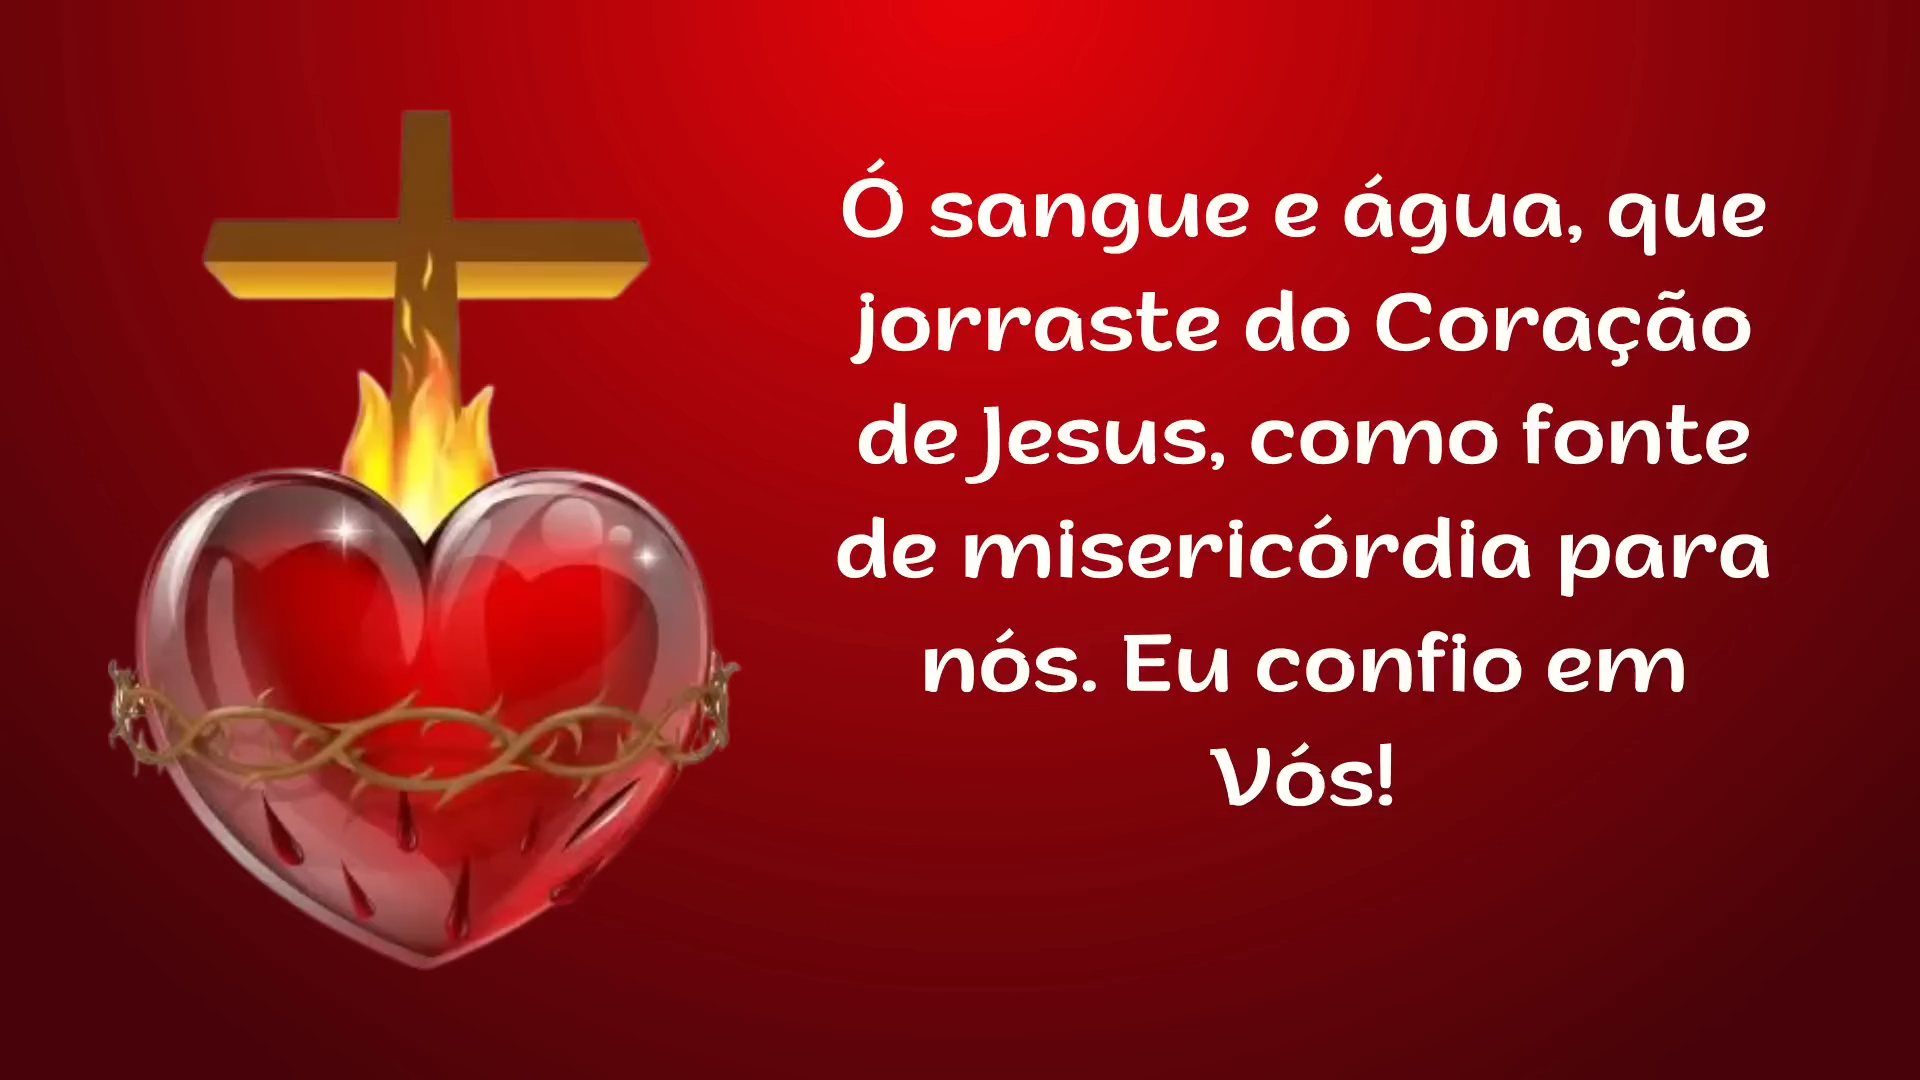 Ó sangue e água, que
jorraste do Coração
de Jesus, como fonte
de misericórdia para
nós. Eu confio em
Vós!